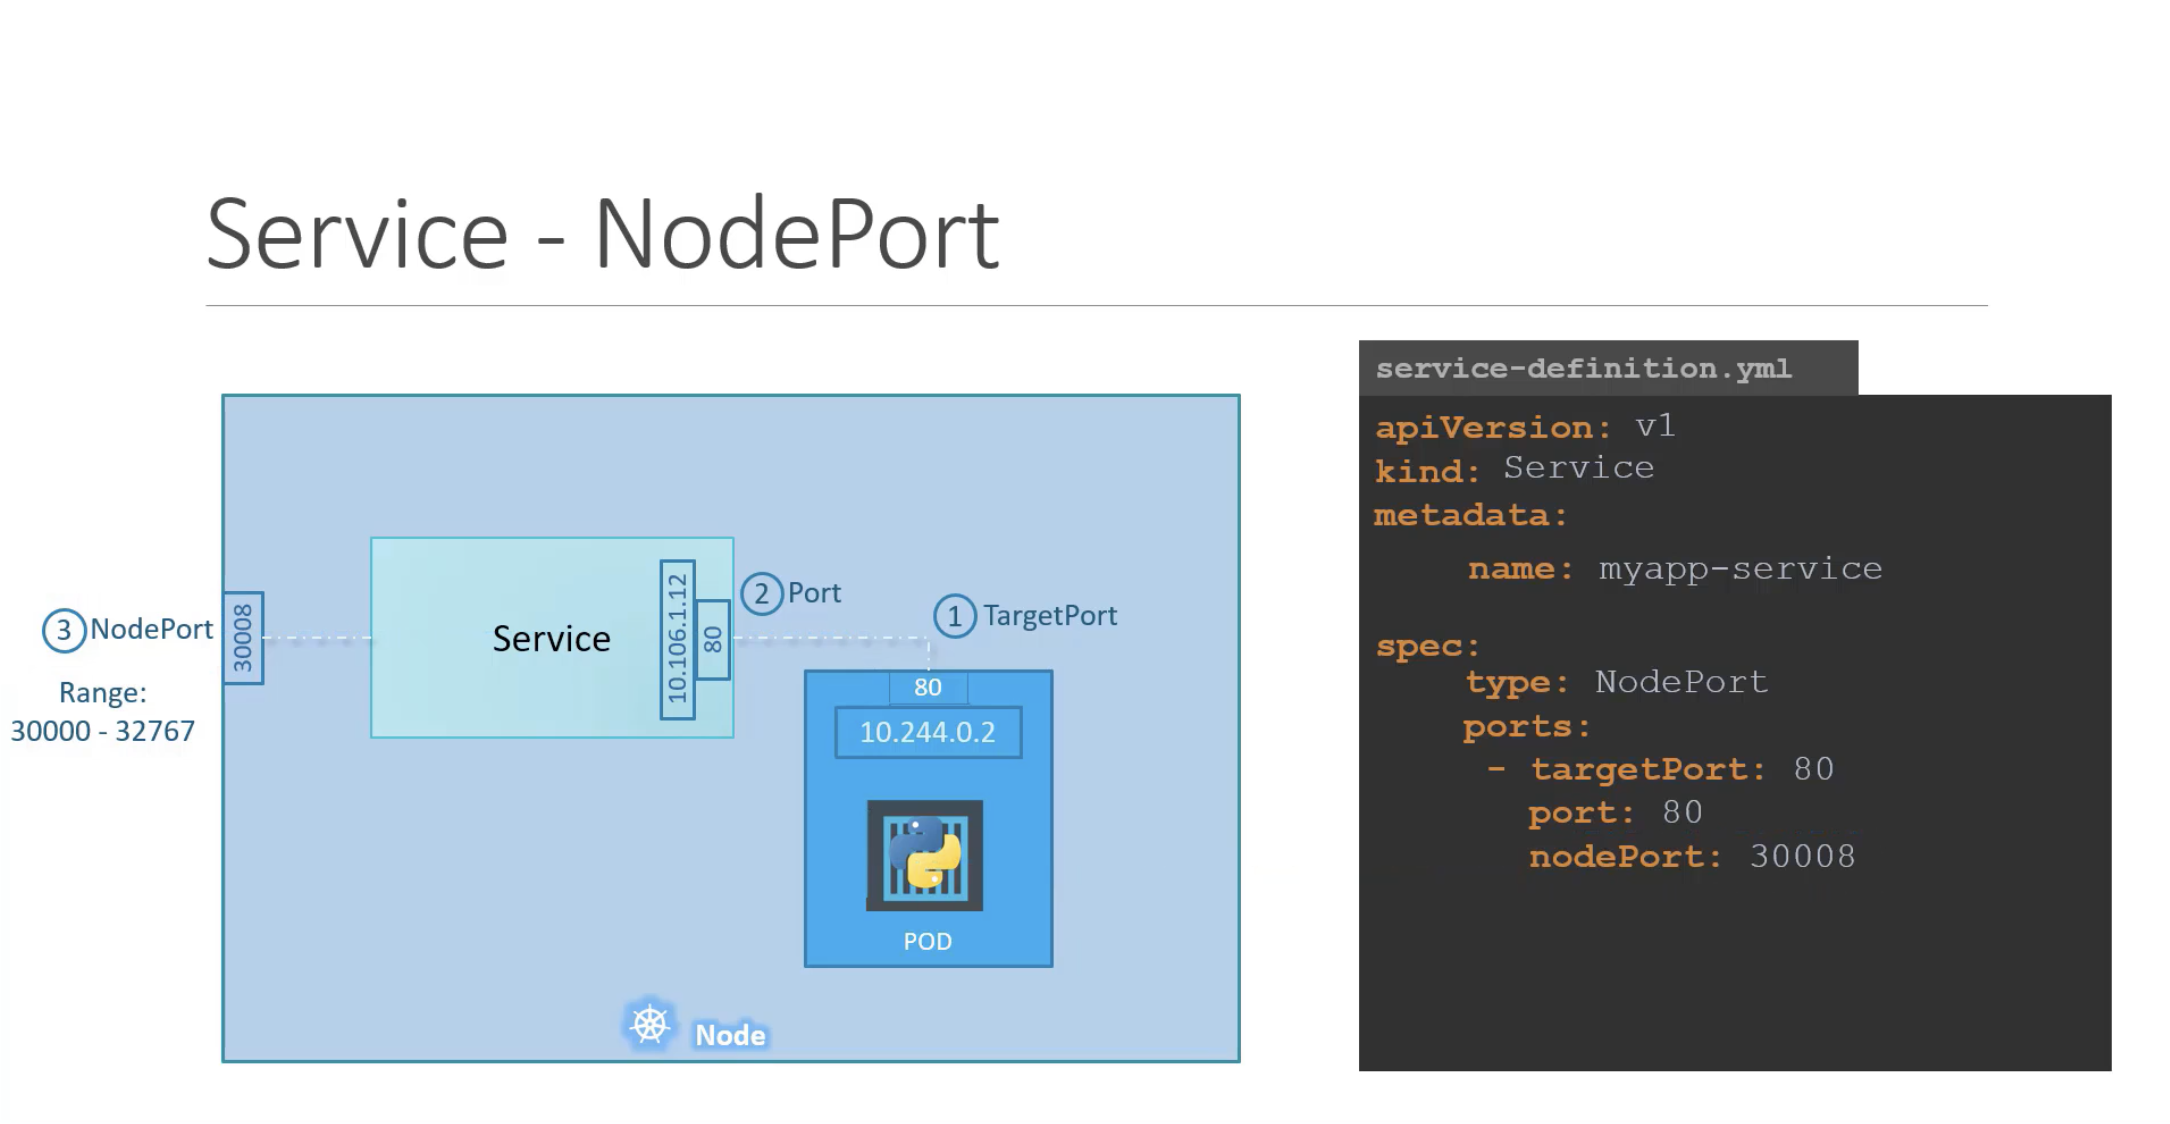 Service - NodePort
3 NodePort
Range:
30000 - 32767
30008
Service
10.106.1.12
80
2 Port
1 TargetPort
80
10.244.0.2
POD
Node
service-definition.yml
apiVersion: v1
kind: Service
metadata:
name: myapp-service
spec:
type: NodePort
ports:
- targetPort: 80
port: 80
nodePort: 30008